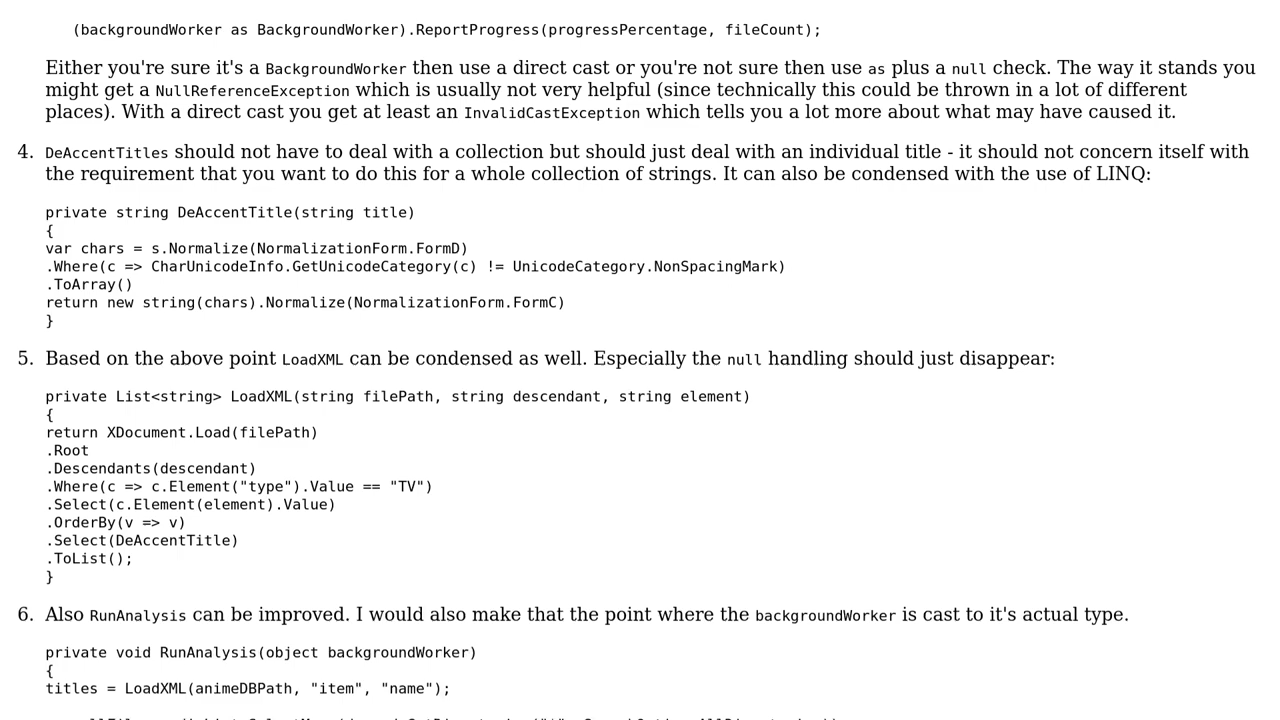 (backgroundWorker as BackgroundWorker).ReportProgress(progressPercentage, fileCount);
Either you're sure it's a BackgroundWorker then use a direct cast or you're not sure then use as plus a null check. The way it stands you
might get a NullReferenceException which is usually not very helpful (since technically this could be thrown in a lot of different
places). With a direct cast you get at least an InvalidCastException which tells you a lot more about what may have caused it.
4. DeAccentTitles should not have to deal with a collection but should just deal with an individual title - it should not concern itself with
the requirement that you want to do this for a whole collection of strings. It can also be condensed with the use of LINQ:
private string DeAccentTitle(string title)
{
var chars = s.Normalize(NormalizationForm.FormD)
.Where(c => CharUnicodeInfo.GetUnicodeCategory(c) != UnicodeCategory.NonSpacingMark)
.ToArray()
return new string(chars).Normalize(NormalizationForm.FormC)
}
5. Based on the above point LoadXML can be condensed as well. Especially the null handling should just disappear:
private List<string> LoadXML(string filePath, string descendant, string element)
{
return XDocument.Load(filePath)
.Root
.Descendants(descendant)
.Where(c => c.Element("type").Value == "TV")
.Select(c.Element(element).Value)
.OrderBy(v => v)
.Select(DeAccentTitle)
.ToList();
}
6. Also RunAnalysis can be improved. I would also make that the point where the backgroundWorker is cast to it's actual type.
private void RunAnalysis(object backgroundWorker)
{
titles = LoadXML(animeDBPath, "item", "name");